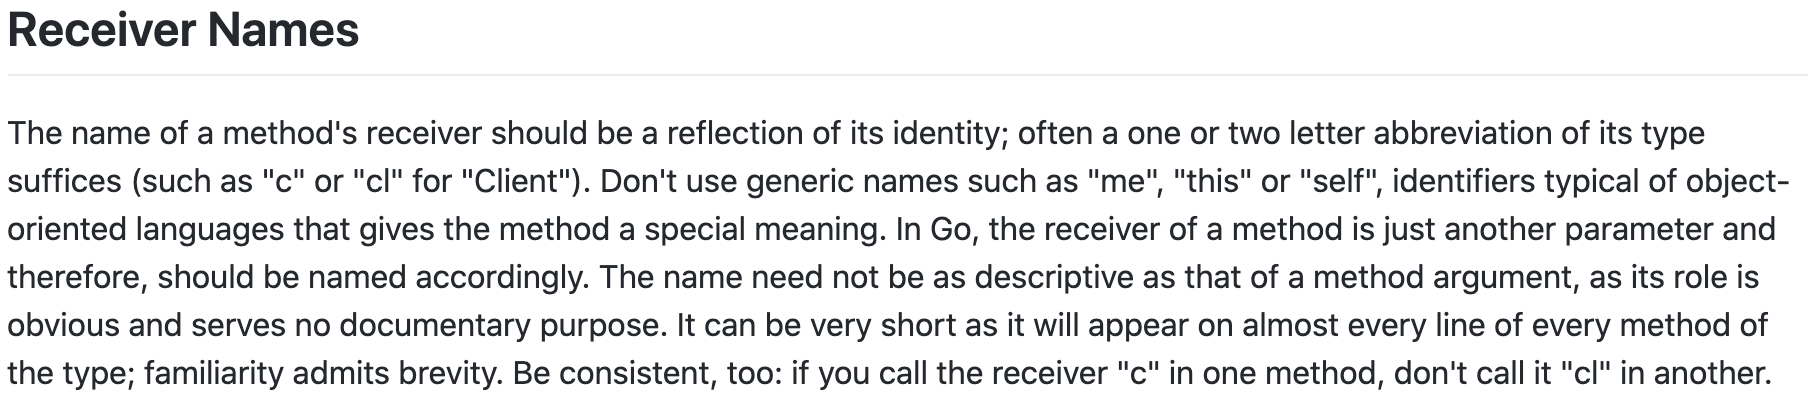 Receiver Names
The name of a method's receiver should be a reflection of its identity; often a one or two letter abbreviation of its type
suffices (such as "c" or "cl" for "Client"). Don't use generic names such as "me", "this" or "self", identifiers typical of object-
oriented languages that gives the method a special meaning. In Go, the receiver of a method is just another parameter and
therefore, should be named accordingly. The name need not be as descriptive as that of a method argument, as its role is
obvious and serves no documentary purpose. It can be very short as it will appear on almost every line of every method of
the type; familiarity admits brevity. Be consistent, too: if you call the receiver "c" in one method, don't call it "cl" in another.